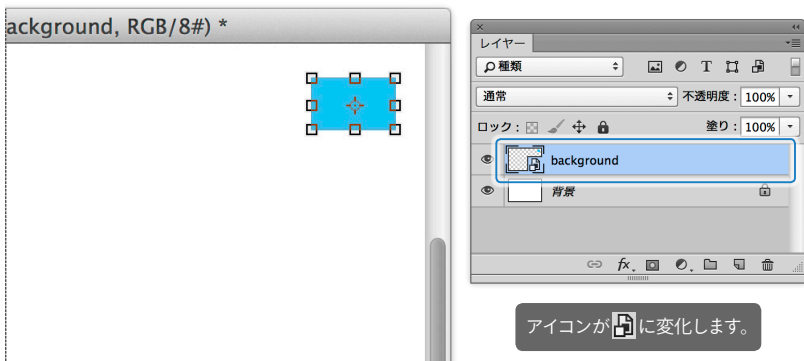 ackground, RGB/8#) *
レイヤー
種類
T
通常
不透明度: 100%
ロック:
塗り: 100%
background
背景
fx
アイコンが に変化します。